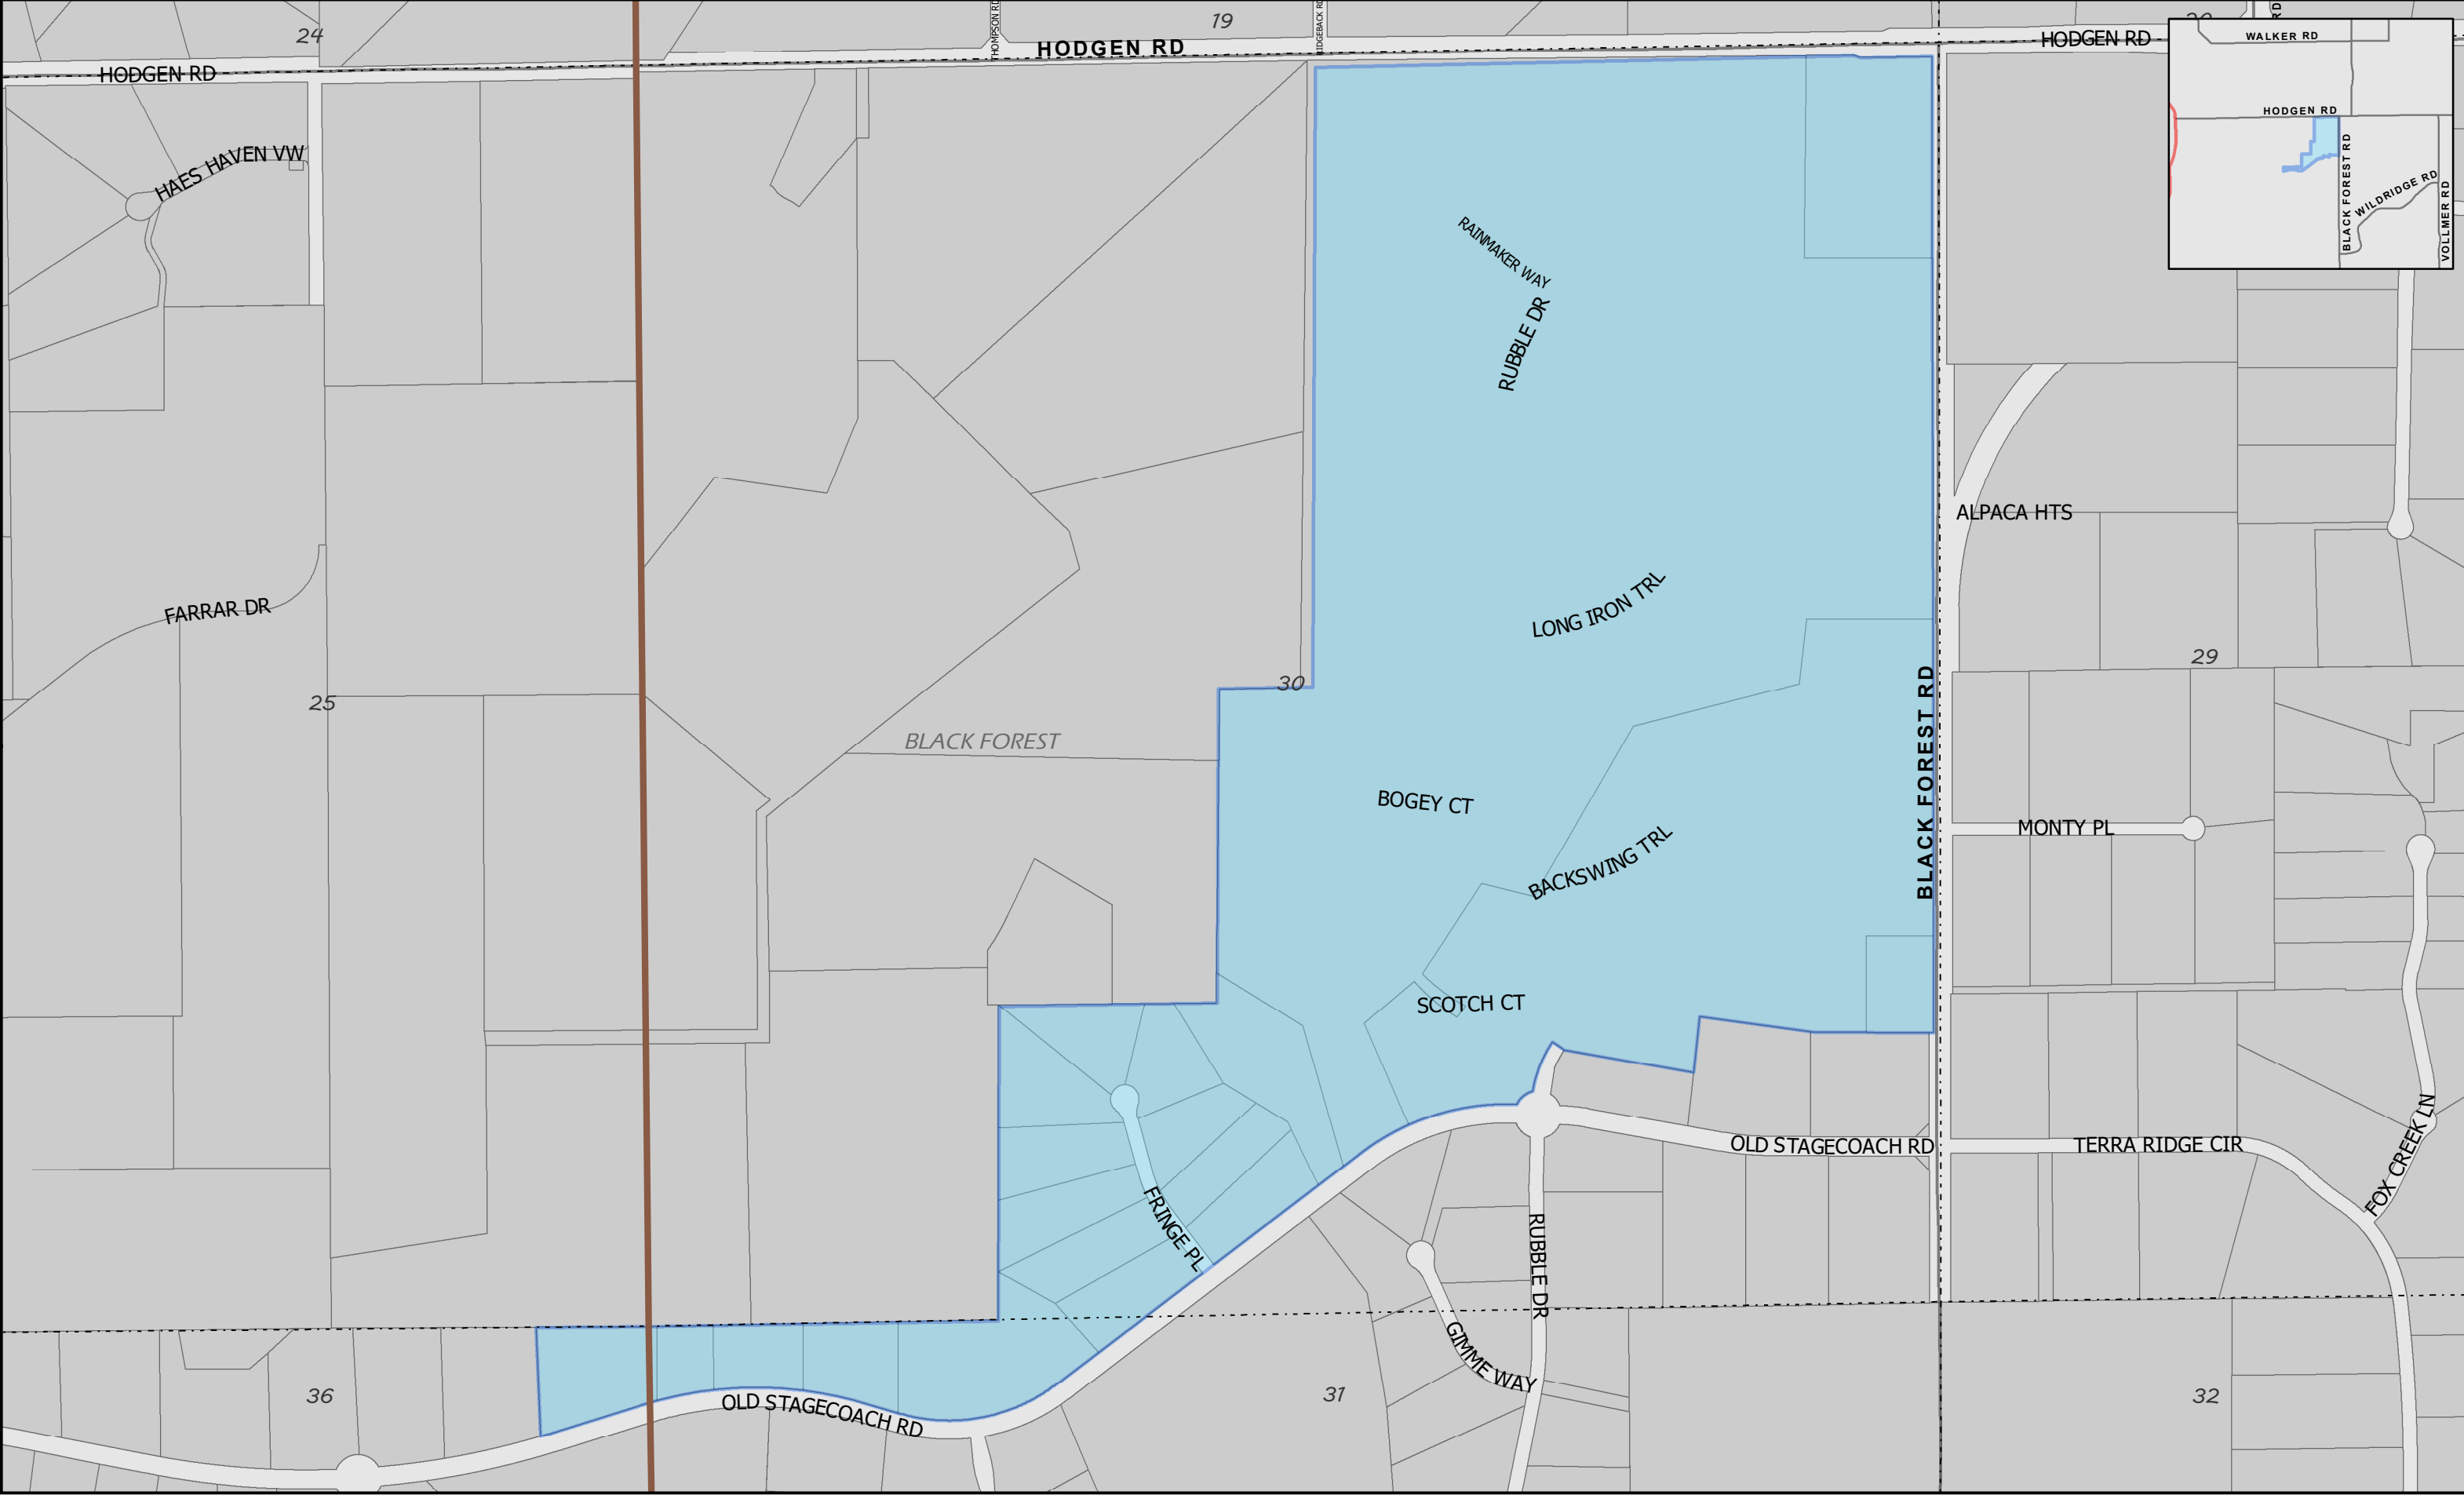 24
19
HODGEN RD
HODGEN RD
HODGEN RD
WALKER RD
HODGEN RD
BLACK FOREST RD
WILDRIDGE RD
VOLLMER RD
HAES HAVEN VW
RAINMAKER WAY
RUBBLE DR
ALPACA HTS
LONG IRON TRL
FARRAR DR
29
30
25
BLACK FOREST
BLACK FOREST RD
BOGEY CT
MONTY PL
BACKSWING TRL
SCOTCH CT
OLD STAGECOACH RD
TERRA RIDGE CIR
FOX CREEK LN
FRINGE PL
RUBBLE DR
GIMME WAY
36
31
32
OLD STAGECOACH RD